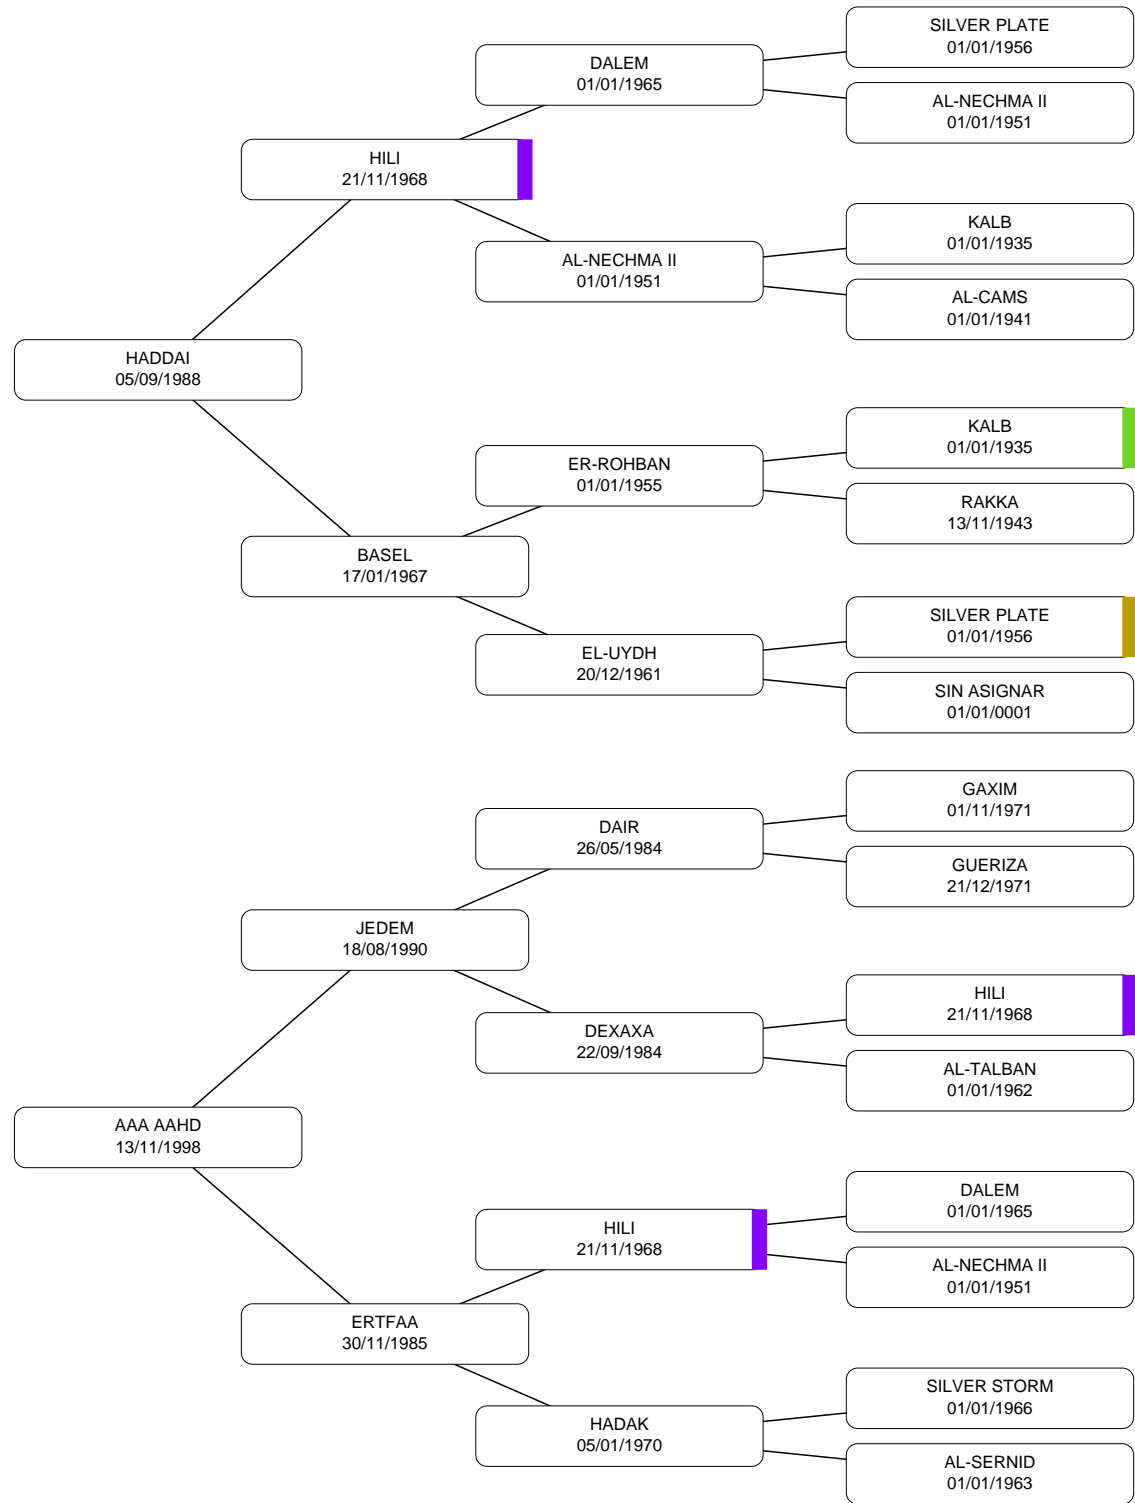 SILVER PLATE
01/01/1956
DALEM
01/01/1965
AL-NECHMA II
01/01/1951
HILI
21/11/1968
KALB
01/01/1935
AL-NECHMA II
01/01/1951
AL-CAMS
01/01/1941
HADDAI
05/09/1988
KALB
01/01/1935
ER-ROHBAN
01/01/1955
RAKKA
13/11/1943
BASEL
17/01/1967
SILVER PLATE
01/01/1956
EL-UYDH
20/12/1961
SIN ASIGNAR
01/01/0001
GAXIM
01/11/1971
DAIR
26/05/1984
GUERIZA
21/12/1971
JEDEM
18/08/1990
HILI
21/11/1968
DEXAXA
22/09/1984
AL-TALBAN
01/01/1962
AAA AAHD
13/11/1998
DALEM
01/01/1965
HILI
21/11/1968
AL-NECHMA II
01/01/1951
ERTFAA
30/11/1985
SILVER STORM
01/01/1966
HADAK
05/01/1970
AL-SERNID
01/01/1963